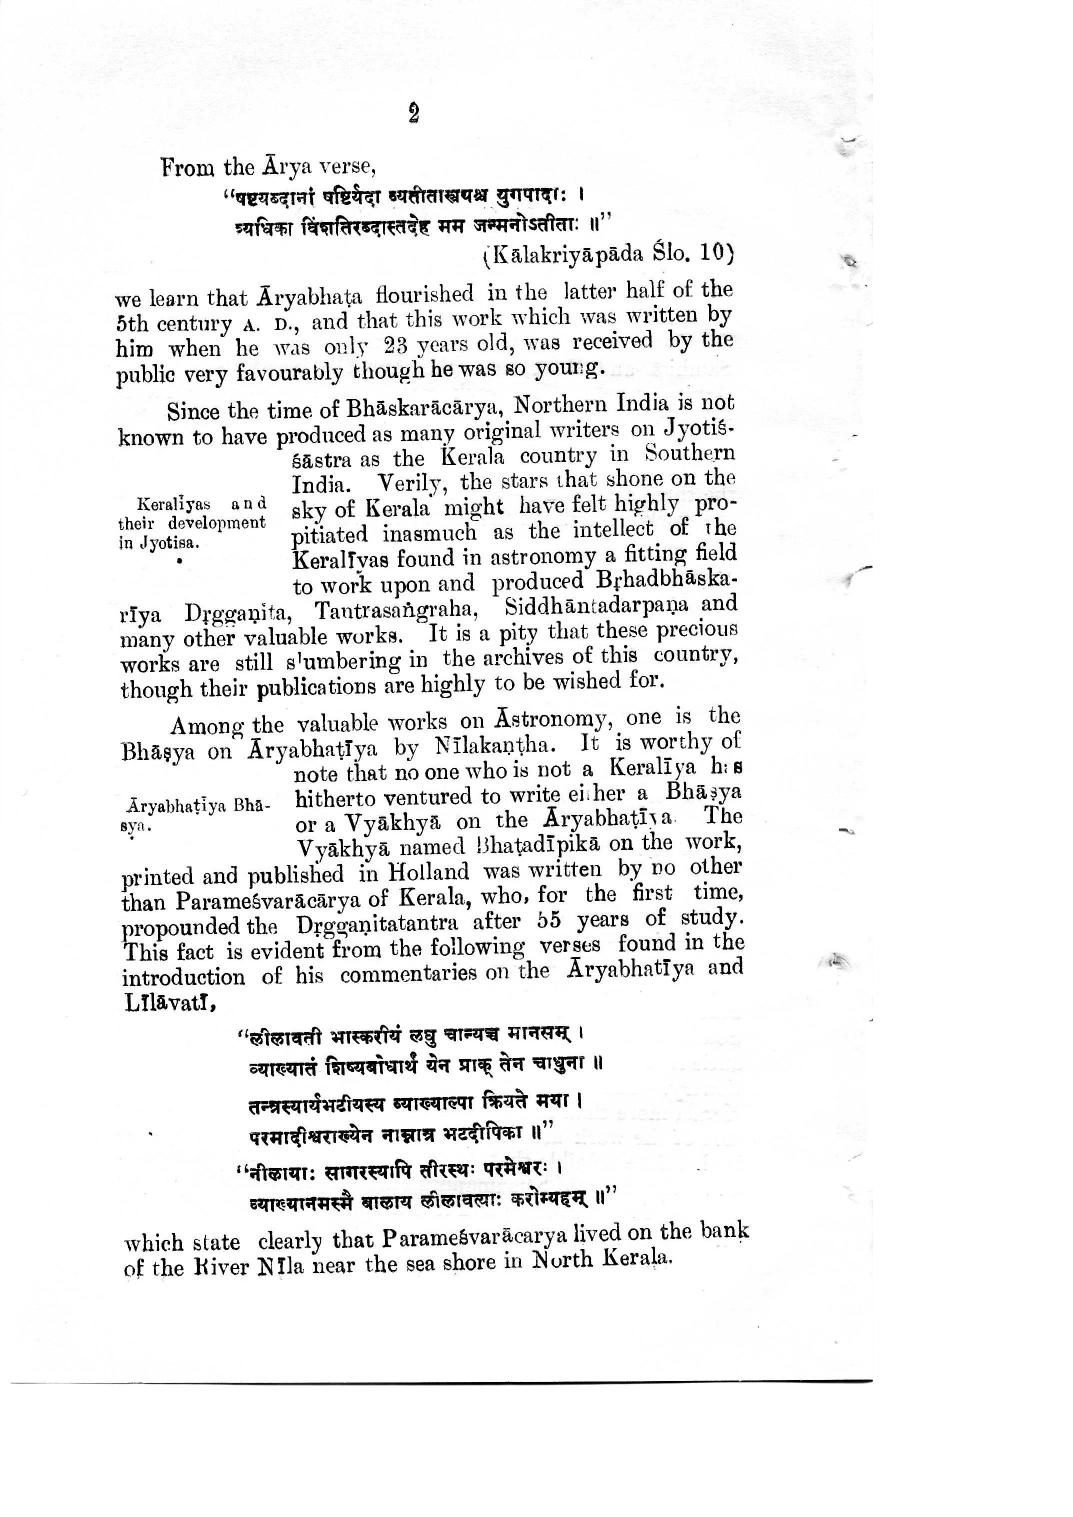 2
From the Ārya verse,
“षष्टयब्दानां षष्टिर्यदा व्यतीतास्त्रयश्च युगपादाः ।
त्र्यधिका विंशतिरब्दास्तदेह मम जन्मनोऽतीताः ॥”
(Kālakriyāpāda Ślo. 10)
we learn that Āryabhaṭa flourished in the latter half of the
5th century A. D., and that this work which was written by
him when he was only 23 years old, was received by the
public very favourably though he was so young.
Since the time of Bhāskarācārya, Northern India is not
known to have produced as many original writers on Jyotiś-
śāstra as the Kerala country in Southern
India. Verily, the stars that shone on the
Keralīyas and
their development
in Jyotisa.
sky of Kerala might have felt highly pro-
pitiated inasmuch as the intellect of the
Keralīyas found in astronomy a fitting field
to work upon and produced Bṛhadbhāska-
rīya Dṛggaṇita, Tantrasaṅgraha, Siddhāntadarpaṇa and
many other valuable works. It is a pity that these precious
works are still slumbering in the archives of this country,
though their publications are highly to be wished for.
Among the valuable works on Āstronomy, one is the
Bhāṣya on Āryabhaṭīya by Nīlakaṇṭha. It is worthy of
note that no one who is not a Keralīya has
Āryabhaṭīya Bhā-
ṣya.
hitherto ventured to write either a Bhāṣya
or a Vyākhyā on the Āryabhaṭīya. The
Vyākhyā named Bhaṭadīpikā on the work,
printed and published in Holland was written by no other
than Parameśvarācārya of Kerala, who, for the first time,
propounded the Dṛggaṇitatantra after 55 years of study.
This fact is evident from the following verses found in the
introduction of his commentaries on the Āryabhatīya and
Līlāvatī,
“लीलावती भास्करीयं लघु चान्यच्च मानसम् ।
व्याख्यातं शिष्यबोधार्थं येन प्राक् तेन चाधुना ॥
तन्त्रस्यार्यभटीयस्य व्याख्याल्पा क्रियते मया ।
परमादीश्वराख्येन नाम्नात्र भटदीपिका ॥”
“नीळायाः सागरस्यापि तीरस्थः परमेश्वरः ।
व्याख्यानमस्मै बालाय लीलावत्याः करोम्यहम् ॥”
which state clearly that Parameśvarācarya lived on the bank
of the River Nīla near the sea shore in North Kerala.